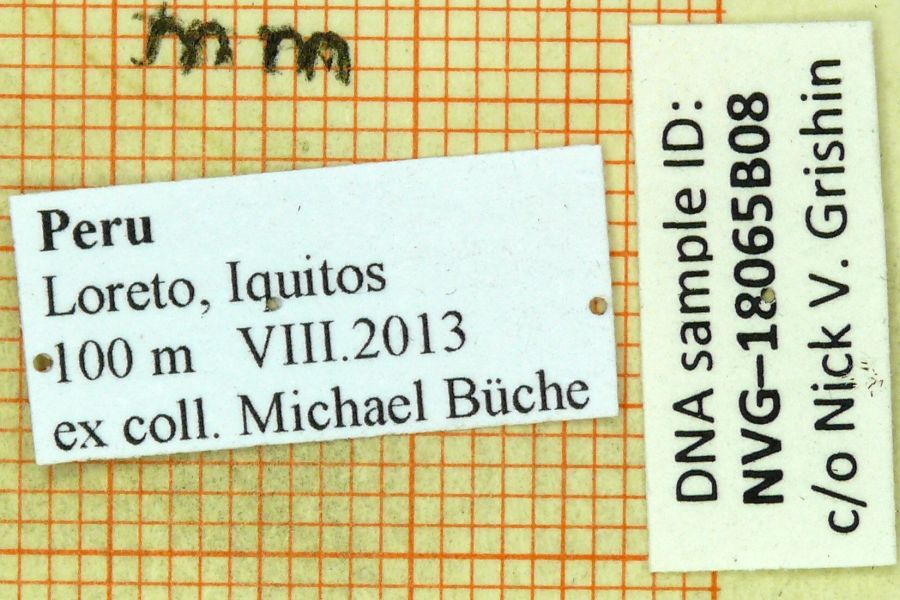 mm
Peru
Loreto, Iquitos
100 m VIII.2013
ex coll. Michael Büche
DNA sample ID:
NVG–18065B08
c/o Nick V. Grishin